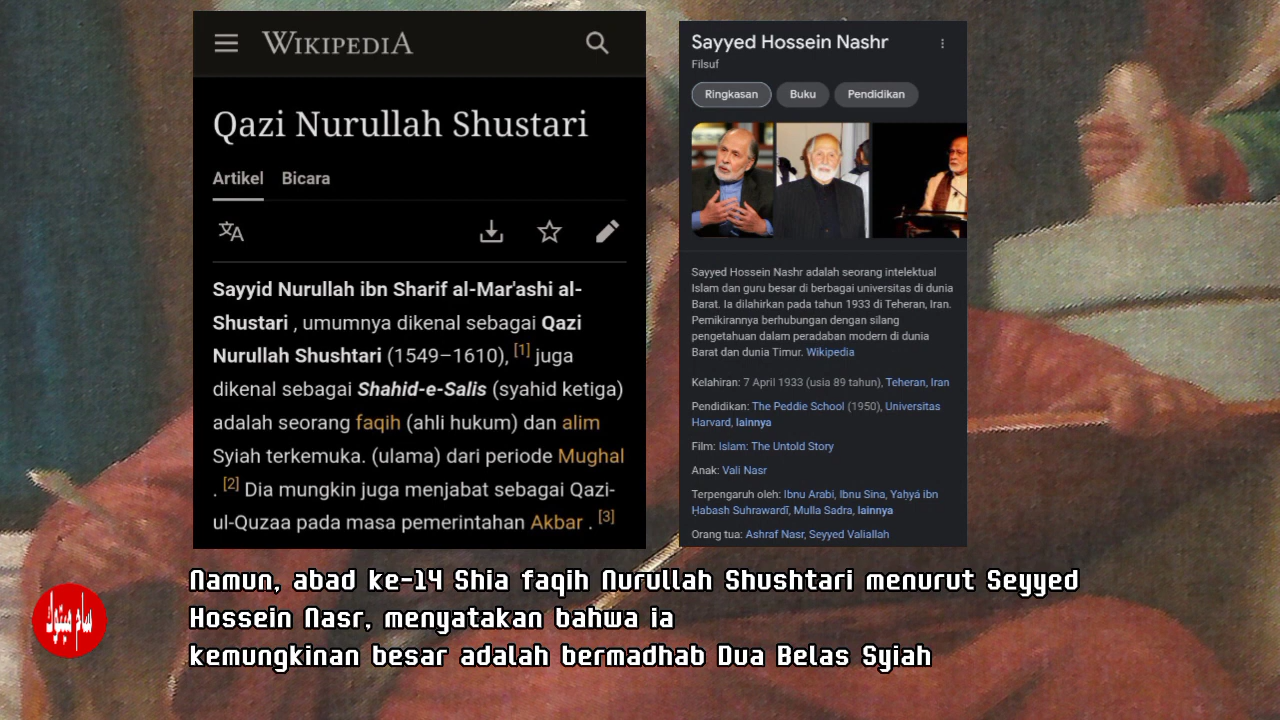 WIKIPEDIA
Qazi Nurullah Shustari
Artikel Bicara
Sayyid Nurullah ibn Sharif al-Mar'ashi al-
Shustari , umumnya dikenal sebagai Qazi
Nurullah Shushtari (1549–1610), [1] juga
dikenal sebagai Shahid-e-Salis (syahid ketiga)
adalah seorang faqih (ahli hukum) dan alim
Syiah terkemuka. (ulama) dari periode Mughal
. [2] Dia mungkin juga menjabat sebagai Qazi-
ul-Quzaa pada masa pemerintahan Akbar . [3]
Sayyed Hossein Nashr
Filsuf
Ringkasan Buku Pendidikan
Sayyed Hossein Nashr adalah seorang intelektual
Islam dan guru besar di berbagai universitas di dunia
Barat. Ia dilahirkan pada tahun 1933 di Teheran, Iran.
Pemikirannya berhubungan dengan silang
pengetahuan dalam peradaban modern di dunia
Barat dan dunia Timur. Wikipedia
Kelahiran: 7 April 1933 (usia 89 tahun), Teheran, Iran
Pendidikan: The Peddie School (1950), Universitas
Harvard, lainnya
Film: Islam: The Untold Story
Anak: Vali Nasr
Terpengaruh oleh: Ibnu Arabi, Ibnu Sina, Yaḥyá ibn
Ḥabash Suhrawardī, Mulla Sadra, lainnya
Orang tua: Ashraf Nasr, Seyyed Valiallah
Namun, abad ke-14 Shia faqih Nurullah Shushtari menurut Seyyed
Hossein Nasr, menyatakan bahwa ia
kemungkinan besar adalah bermadhab Dua Belas Syiah